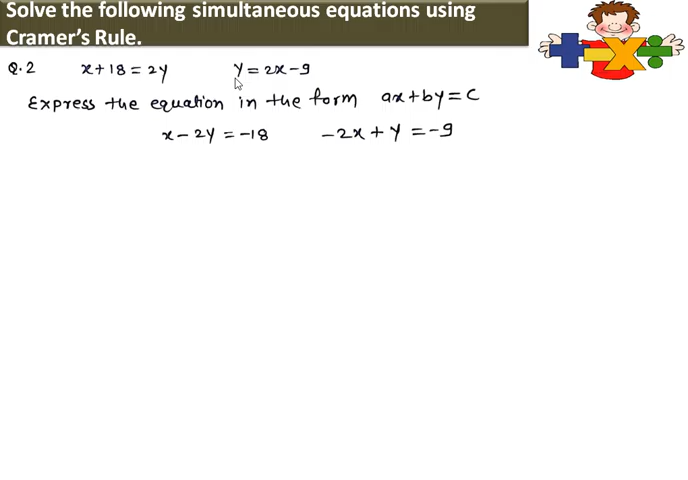 Solve the following simultaneous equations using
Cramer's Rule.
Q.2 x + 18 = 2y y = 2x - 9
Express the equation in the form ax + by = c
x - 2y = -18 -2x + y = -9